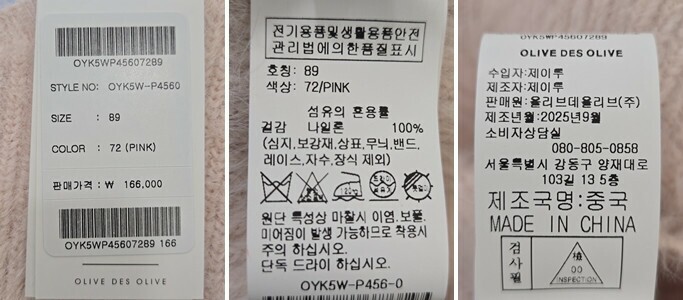 OYK5WP45607289
STYLE NO: OYK5W-P4560
SIZE : 89
COLOR : 72 (PINK)
판매가격 : ₩ 166,000
OYK5WP45607289 166
OLIVE DES OLIVE
전기용품및생활용품안전
관리법에의한품질표시
호칭: 89
색상: 72/PINK
섬유의 혼용률
겉감 나일론 100%
(심지,보강재,상표,무늬,밴드,
레이스,자수,장식 제외)
원단 특성상 마찰시 이염,보풀,
미어짐이 발생 가능하므로 착용시
주의 하십시오.
단독 드라이 하십시오.
OYK5W-P456-0
OYK5WP45607289
OLIVE DES OLIVE
수입자:제이루
제조자:제이루
판매원:올리브데올리브(주)
제조년월:2025년9월
소비자상담실
080-805-0858
서울특별시 강동구 양재대로
103길 13 5층
제조국명:중국
MADE IN CHINA
검사필
檢
00
INSPECTION